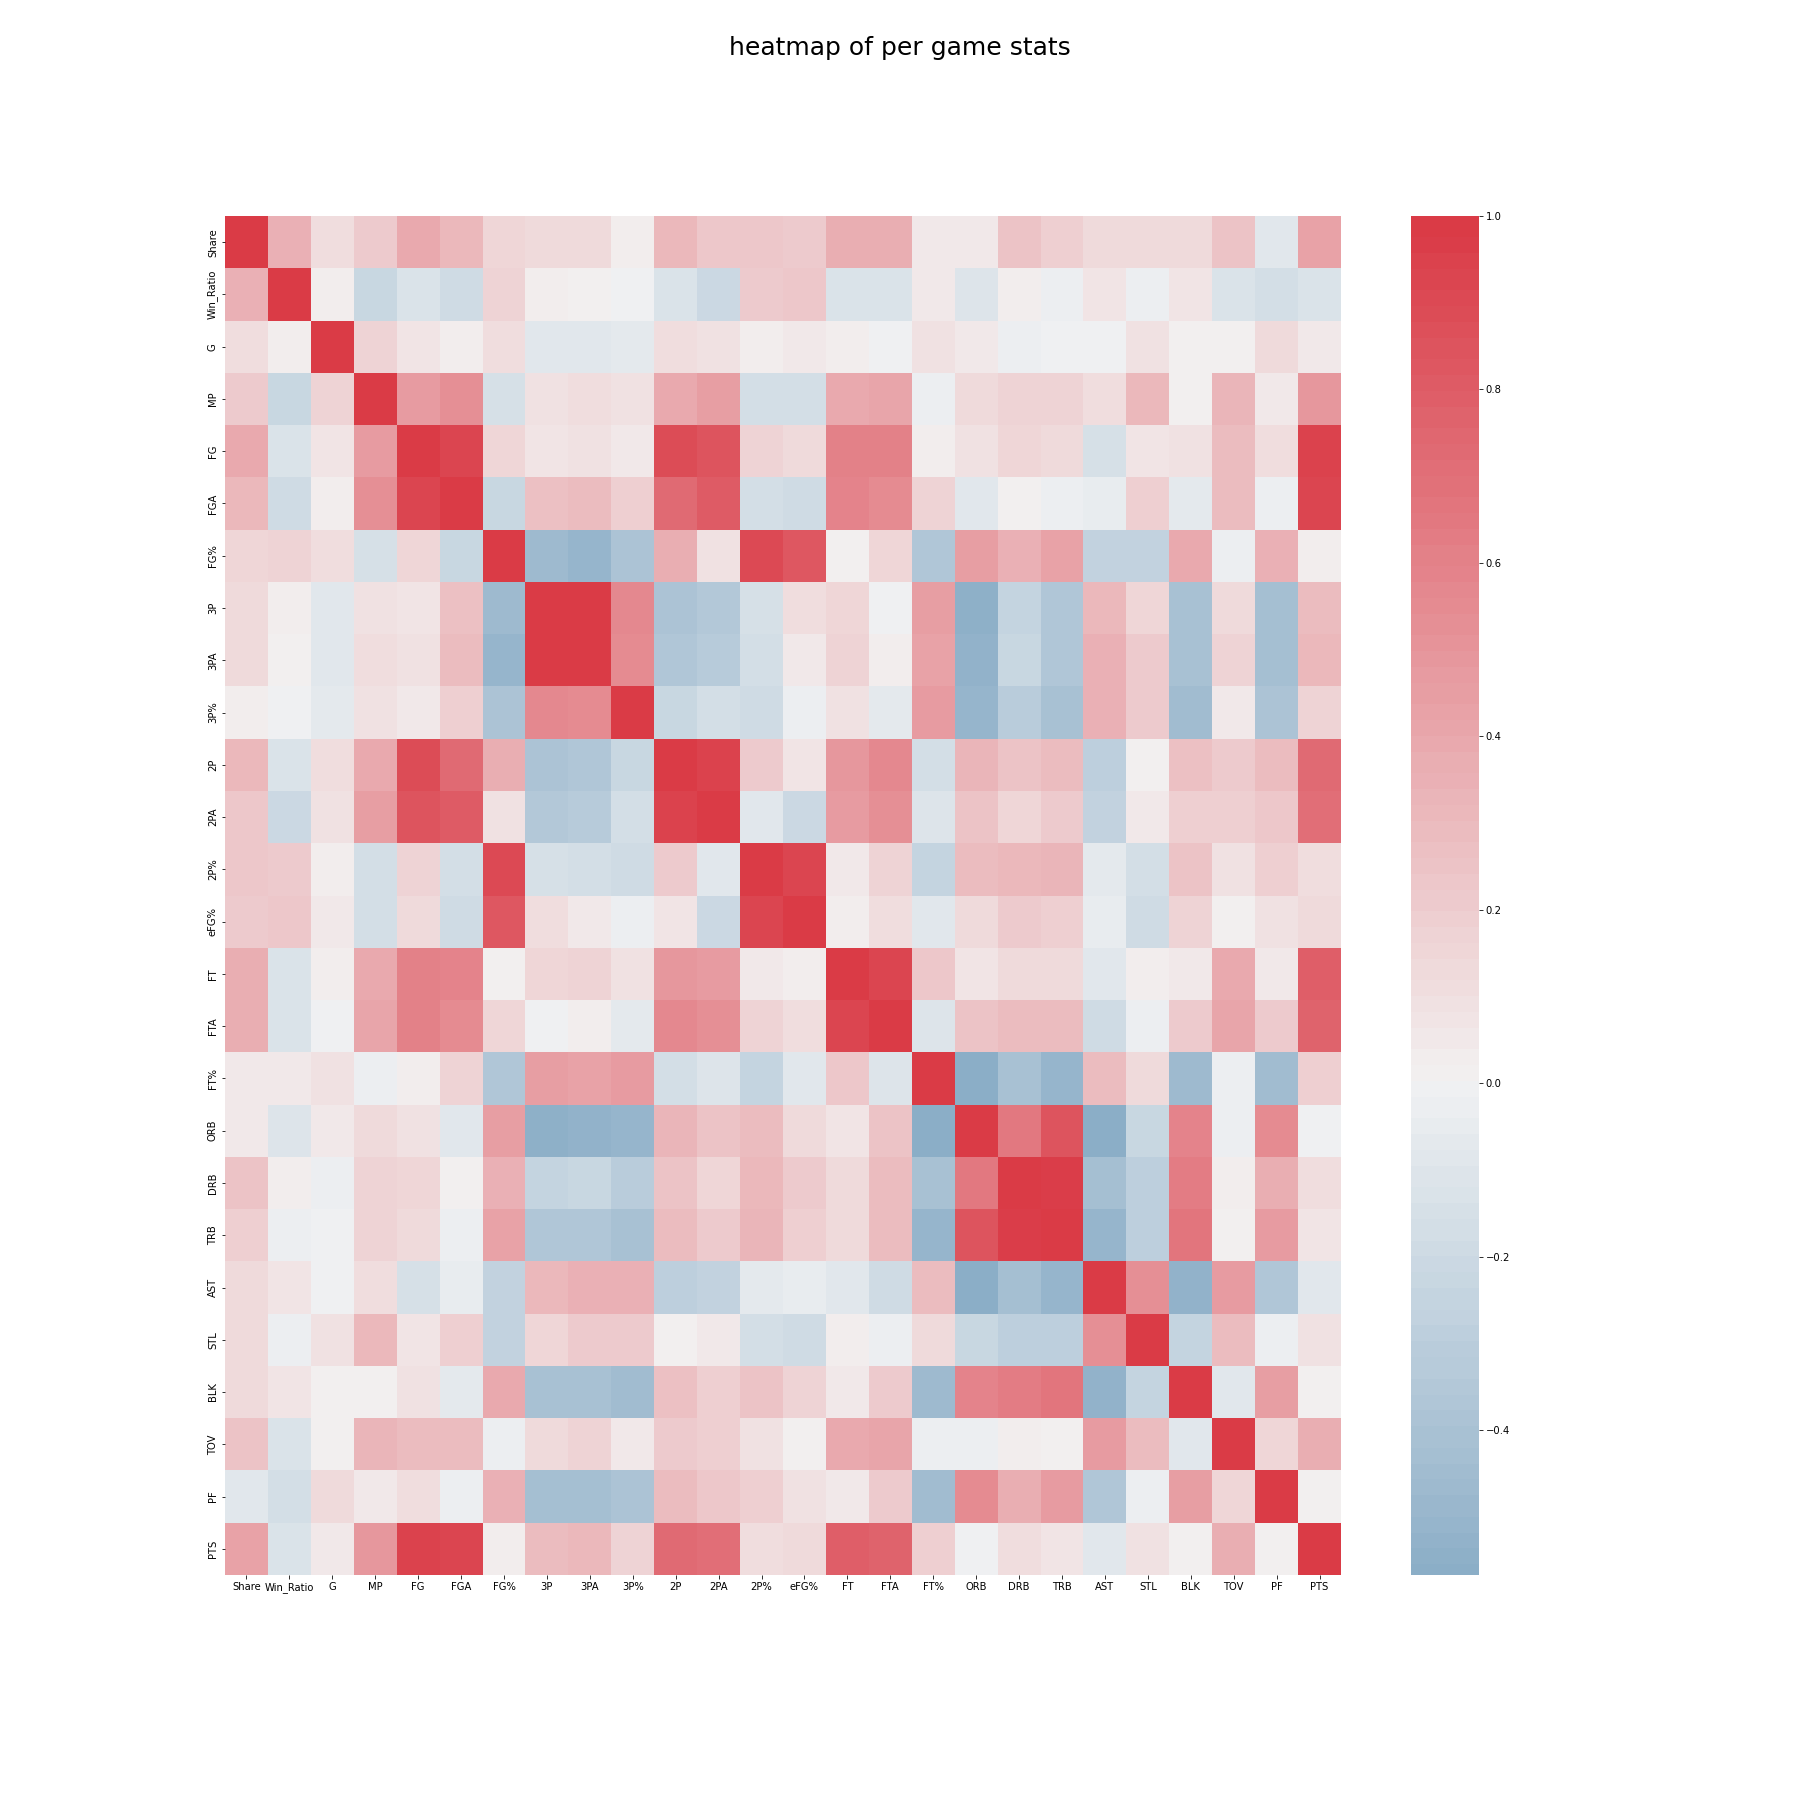 heatmap of per game stats
Share
Win_Ratio
G
MP
FG
FGA
FG%
3P
3PA
3P%
2P
2PA
2P%
eFG%
FT
FTA
FT%
ORB
DRB
TRB
AST
STL
BLK
TOV
PF
PTS
Share Win_Ratio G MP FG FGA FG% 3P 3PA 3P% 2P 2PA 2P% eFG% FT FTA FT% ORB DRB TRB AST STL BLK TOV PF PTS
1.0
0.8
0.6
0.4
0.2
0.0
−0.2
−0.4